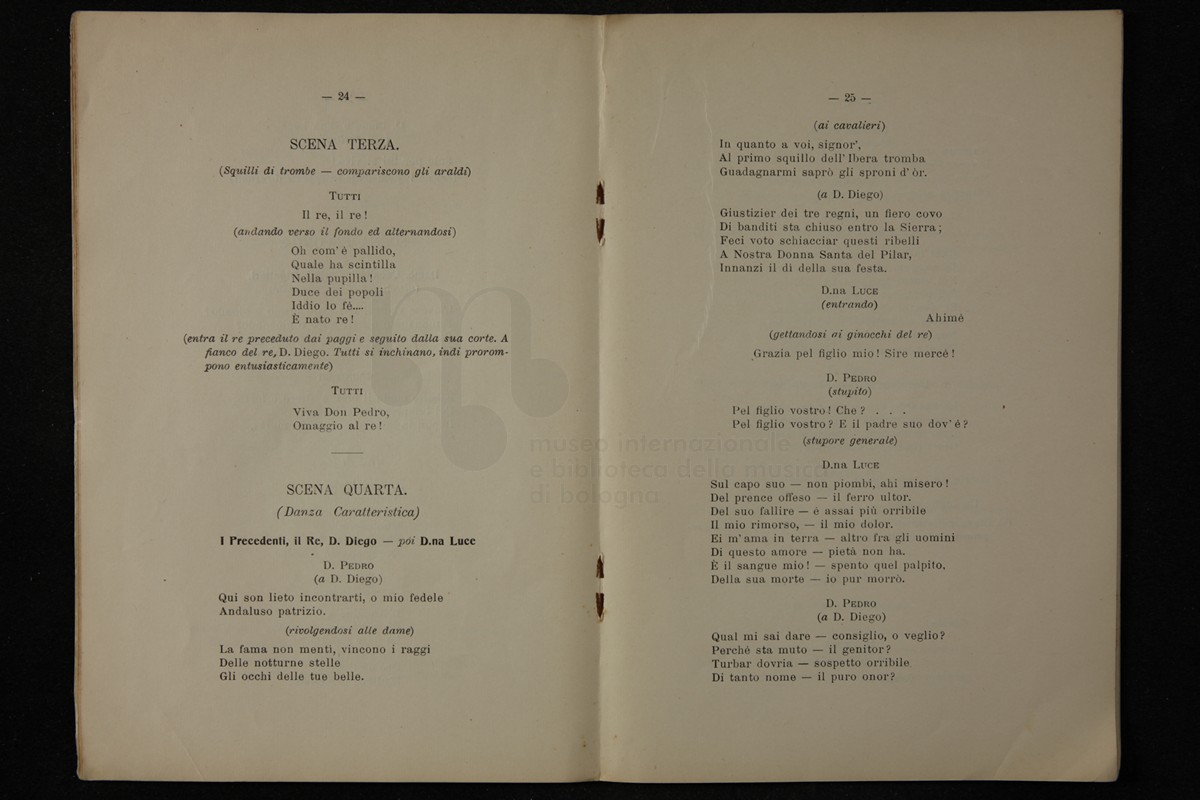 — 24 —
SCENA TERZA.
(Squilli di trombe — compariscono gli araldi)
TUTTI
Il re, il re!
(andando verso il fondo ed alternandosi)
Oh com' è pallido,
Quale ha scintilla
Nella pupilla!
Duce dei popoli
Iddio lo fè....
È nato re!
(entra il re preceduto dai paggi e seguito dalla sua corte. A
fianco del re, D. Diego. Tutti si inchinano, indi prorom-
pono entusiasticamente)
TUTTI
Viva Don Pedro,
Omaggio al re!
SCENA QUARTA.
(Danza Caratteristica)
I Precedenti, il Re, D. Diego — poi D.na Luce
D. PEDRO
(a D. Diego)
Qui son lieto incontrarti, o mio fedele
Andaluso patrizio.
(rivolgendosi alle dame)
La fama non mentì, vincono i raggi
Delle notturne stelle
Gli occhi delle tue belle.
— 25 —
(ai cavalieri)
In quanto a voi, signor',
Al primo squillo dell' Ibera tromba
Guadagnarmi saprò gli sproni d' òr.
(a D. Diego)
Giustizier dei tre regni, un fiero covo
Di banditi sta chiuso entro la Sierra;
Feci voto schiacciar questi ribelli
A Nostra Donna Santa del Pilar,
Innanzi il dì della sua festa.
D.na LUCE
(entrando)
Ahimè
(gettandosi ai ginocchi del re)
Grazia pel figlio mio! Sire mercè!
D. PEDRO
(stupito)
Pel figlio vostro! Che? . . .
Pel figlio vostro? E il padre suo dov' è?
(stupore generale)
D.na LUCE
Sul capo suo — non piombi, ahi misero!
Del prence offeso — il ferro ultor.
Del suo fallire — è assai più orribile
Il mio rimorso, — il mio dolor.
Ei m' ama in terra — altro fra gli uomini
Di questo amore — pietà non ha.
È il sangue mio! — spento quel palpito,
Della sua morte — io pur morrò.
D. PEDRO
(a D. Diego)
Qual mi sai dare — consiglio, o veglio?
Perchè sta muto — il genitor?
Turbar dovria — sospetto orribile
Di tanto nome — il puro onor?
museo internazionale
e biblioteca della musica
di bologna